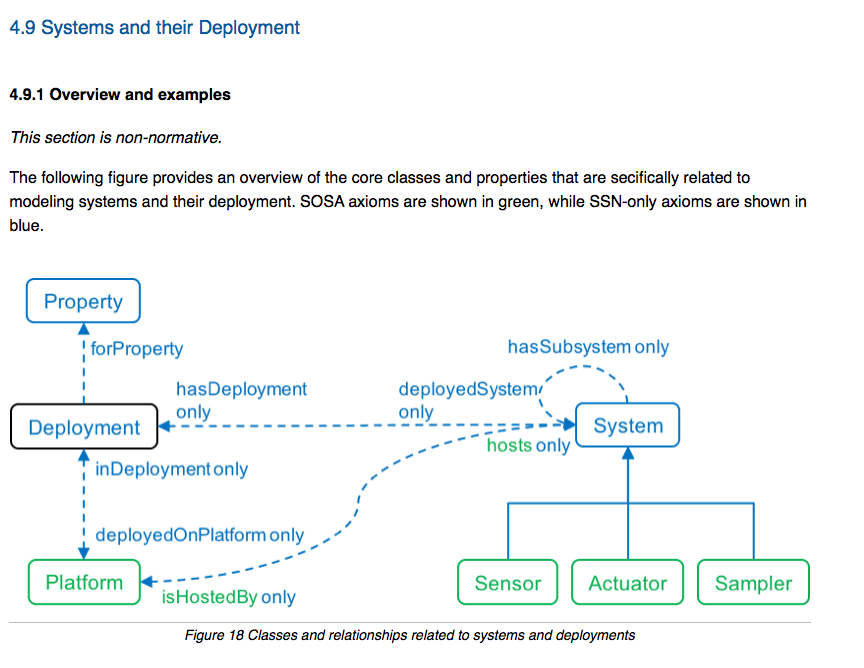 4.9 Systems and their Deployment
4.9.1 Overview and examples
This section is non-normative.
The following figure provides an overview of the core classes and properties that are secifically related to
modeling systems and their deployment. SOSA axioms are shown in green, while SSN-only axioms are shown in
blue.
Property
forProperty
hasSubsystem only
hasDeployment
only
deployedSystem
only
Deployment
System
hosts only
inDeployment only
deployedOnPlatform only
Platform
isHostedBy only
Sensor
Actuator
Sampler
Figure 18 Classes and relationships related to systems and deployments